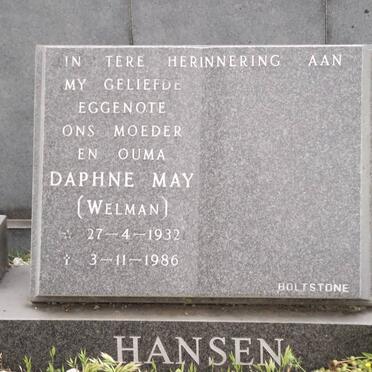 IN TERE HERINNERING AAN
MY GELIEFDE
EGGENOTE
ONS MOEDER
EN OUMA
DAPHNE MAY
(WELMAN)
☆ 27-4-1932
† 3-11-1986
HOLTSTONE
HANSEN